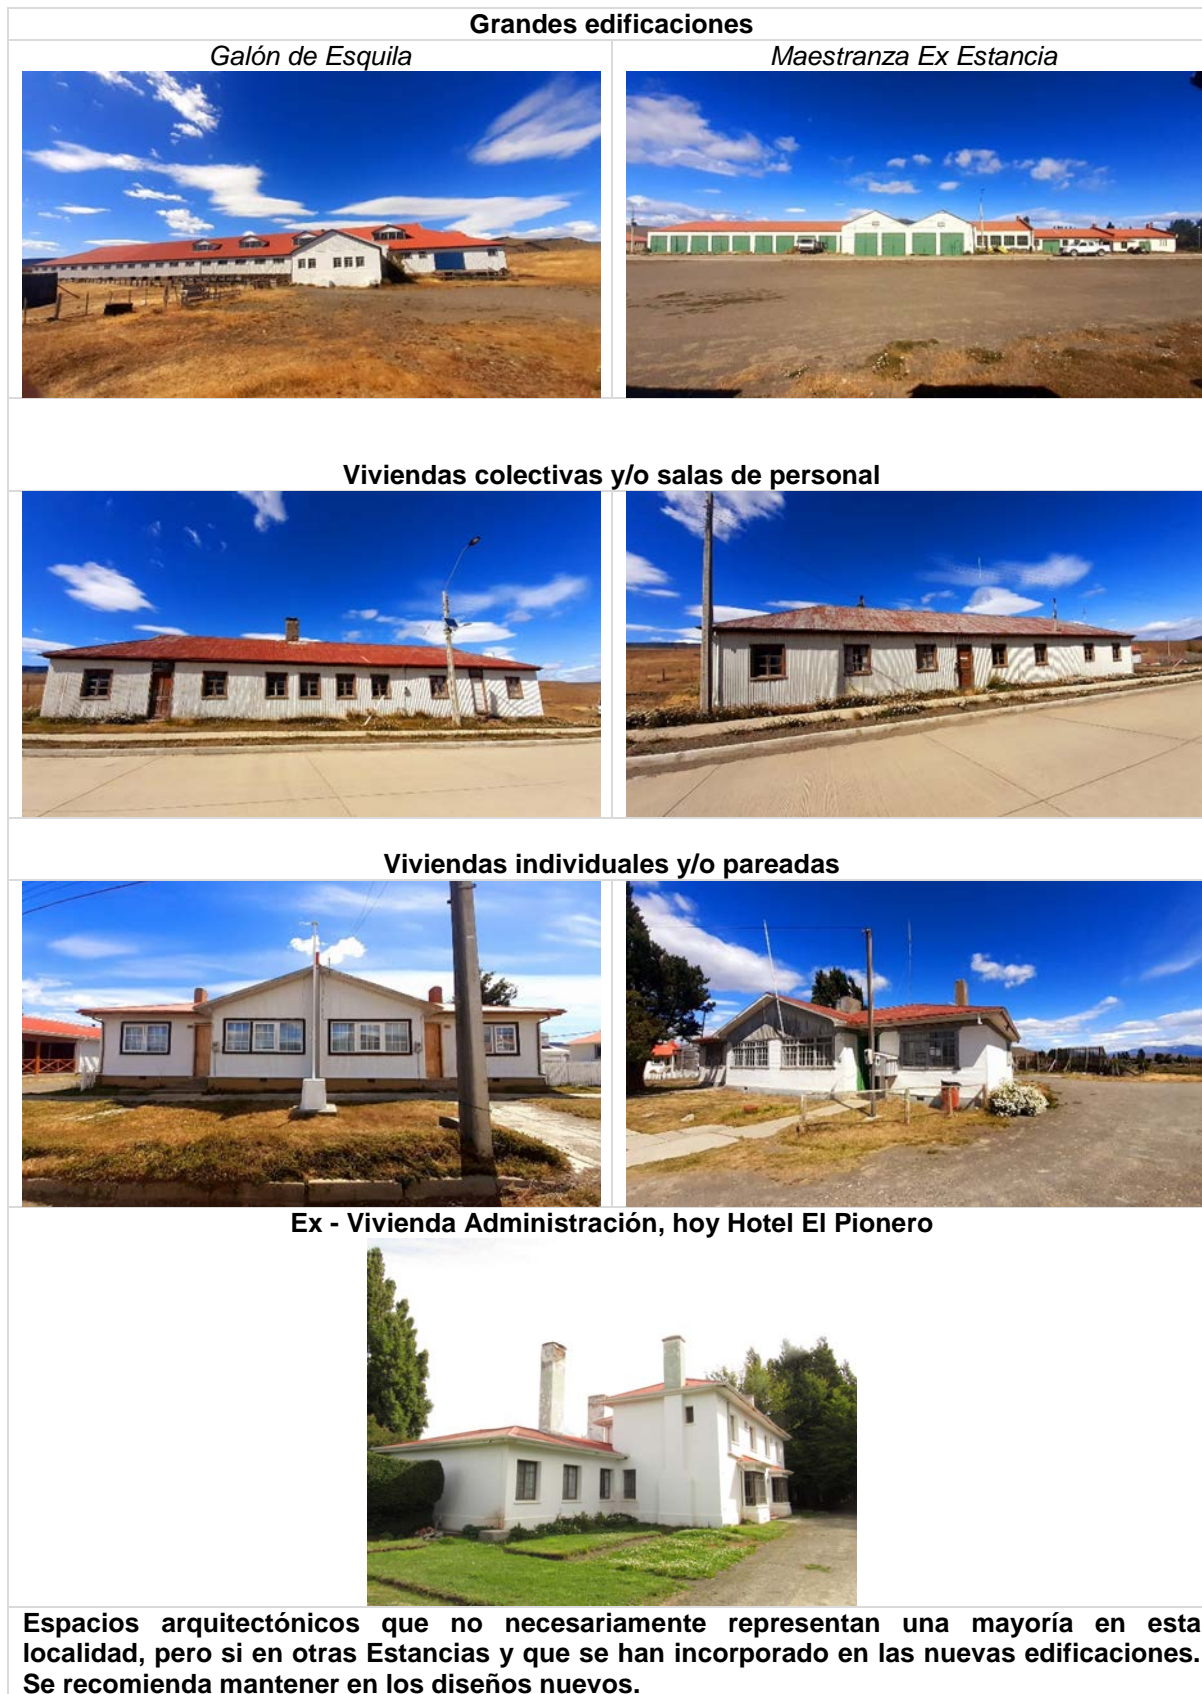 Grandes edificaciones
Galón de Esquila
Maestranza Ex Estancia
Viviendas colectivas y/o salas de personal
Viviendas individuales y/o pareadas
Ex - Vivienda Administración, hoy Hotel El Pionero
Espacios arquitectónicos que no necesariamente representan una mayoría en esta
localidad, pero si en otras Estancias y que se han incorporado en las nuevas edificaciones.
Se recomienda mantener en los diseños nuevos.